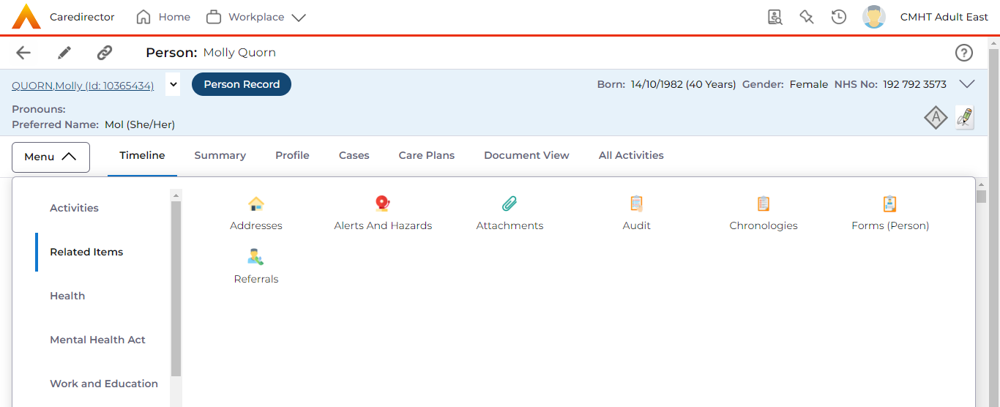 Caredirector Home Workplace CMHT Adult East
Person: Molly Quorn
QUORN,Molly (Id: 10365434) Person Record Born: 14/10/1982 (40 Years) Gender: Female NHS No: 192 792 3573
Pronouns:
Preferred Name: Mol (She/Her)
A
Menu Timeline Summary Profile Cases Care Plans Document View All Activities
Activities
Related Items
Health
Mental Health Act
Work and Education
Addresses Alerts And Hazards Attachments Audit Chronologies Forms (Person)
Referrals